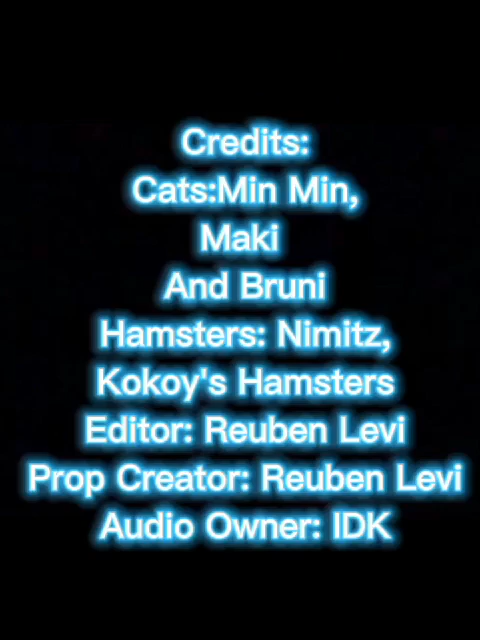 Credits:
Cats:Min Min,
Maki
And Bruni
Hamsters: Nimitz,
Kokoy's Hamsters
Editor: Reuben Levi
Prop Creator: Reuben Levi
Audio Owner: IDK